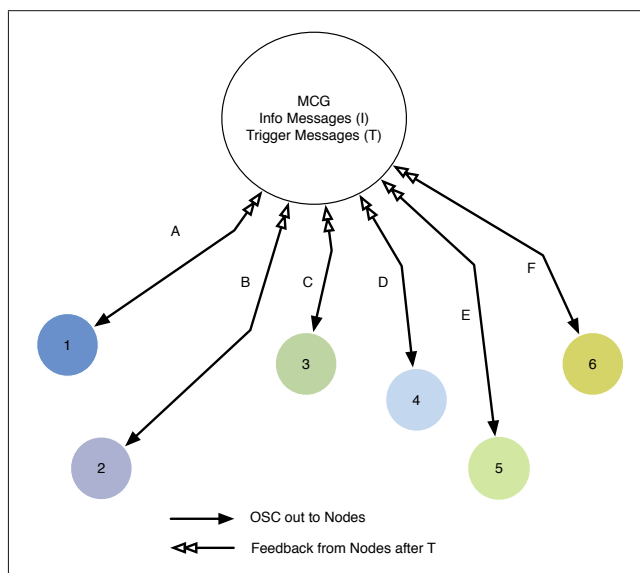 MCG
Info Messages (I)
Trigger Messages (T)
A
B
C
D
E
F
1
2
3
4
5
6
OSC out to Nodes
Feedback from Nodes after T